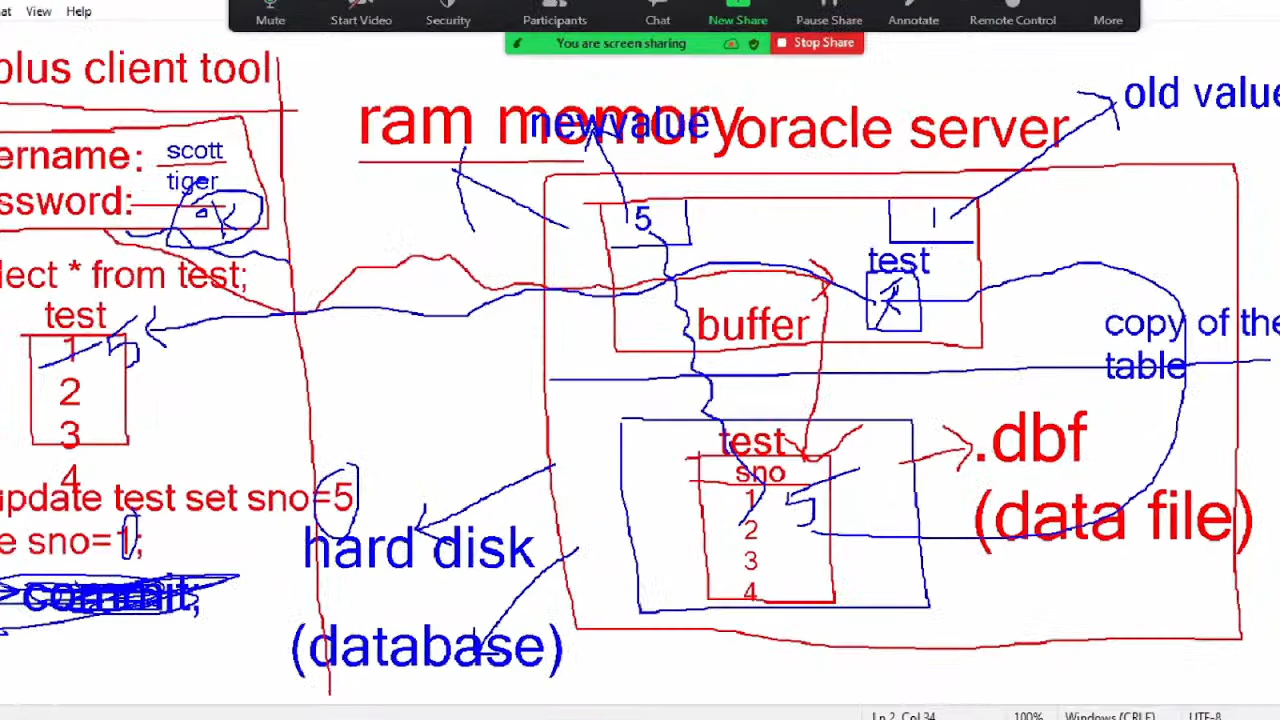 at View Help
Mute Start Video Security Participants Chat New Share Pause Share Annotate Remote Control More
You are screen sharing Stop Share
plus client tool
ram memory oracle server
newvalue
old value
ername: scott
ssword: tiger
5 1
lect * from test;
test
1 5
2
3
4
test
buffer
copy of the
table
update test set sno=5
e sno=1;
>commit;
hard disk
(database)
test
sno
1 5
2
3
4
.dbf
(data file)
Ln 2, Col 34 100% Windows (CRLF) UTF-8